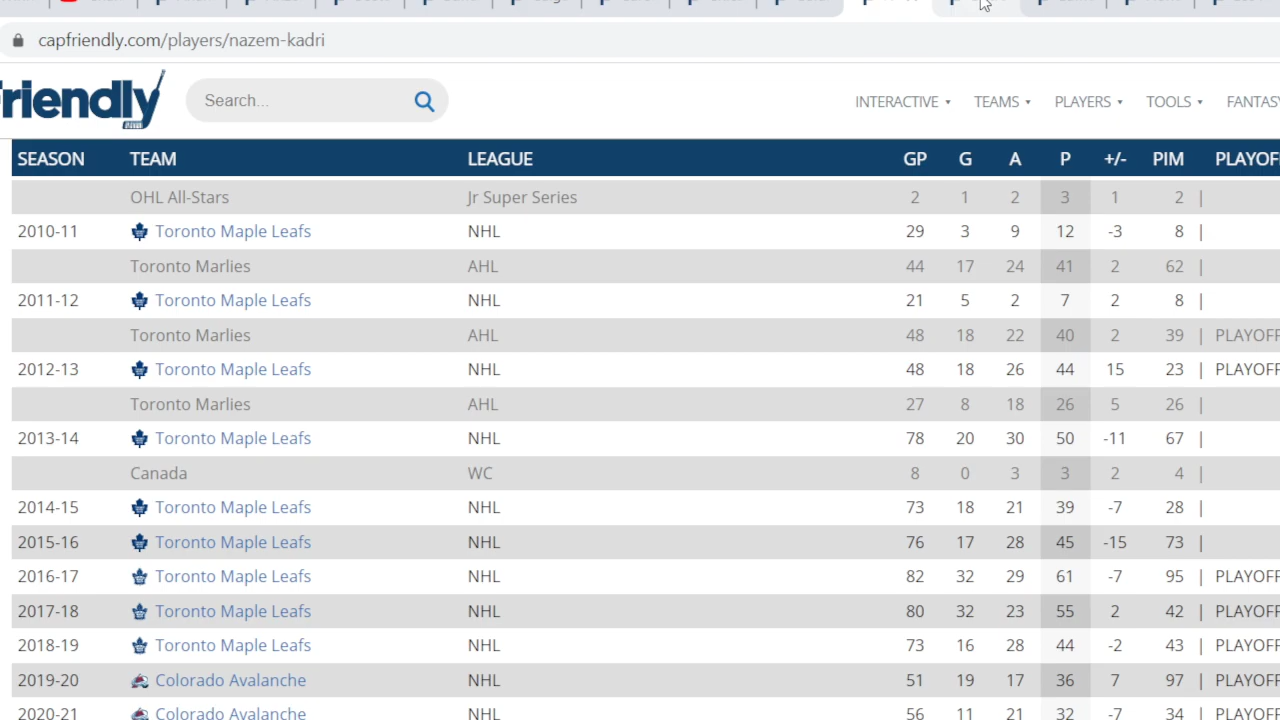 capfriendly.com/players/nazem-kadri
riendly Search... INTERACTIVE TEAMS PLAYERS TOOLS FANTASY
SEASON TEAM LEAGUE GP G A P +/- PIM PLAYOF
OHL All-Stars Jr Super Series 2 1 2 3 1 2 |
2010-11 Toronto Maple Leafs NHL 29 3 9 12 -3 8 |
Toronto Marlies AHL 44 17 24 41 2 62 |
2011-12 Toronto Maple Leafs NHL 21 5 2 7 2 8 |
Toronto Marlies AHL 48 18 22 40 2 39 | PLAYOFF
2012-13 Toronto Maple Leafs NHL 48 18 26 44 15 23 | PLAYOFF
Toronto Marlies AHL 27 8 18 26 5 26 |
2013-14 Toronto Maple Leafs NHL 78 20 30 50 -11 67 |
Canada WC 8 0 3 3 2 4 |
2014-15 Toronto Maple Leafs NHL 73 18 21 39 -7 28 |
2015-16 Toronto Maple Leafs NHL 76 17 28 45 -15 73 |
2016-17 Toronto Maple Leafs NHL 82 32 29 61 -7 95 | PLAYOFF
2017-18 Toronto Maple Leafs NHL 80 32 23 55 2 42 | PLAYOFF
2018-19 Toronto Maple Leafs NHL 73 16 28 44 -2 43 | PLAYOFF
2019-20 Colorado Avalanche NHL 51 19 17 36 7 97 | PLAYOFF
2020-21 Colorado Avalanche NHL 56 11 21 32 -7 34 | PLAYOFF